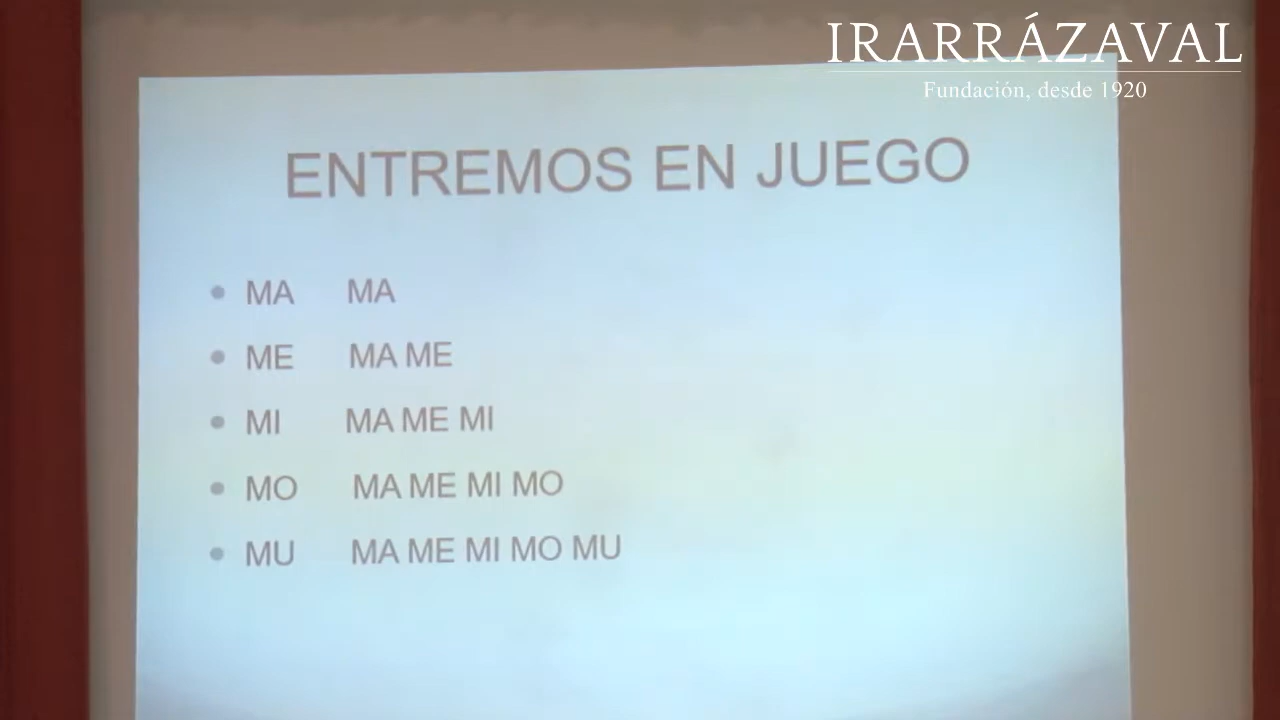 IRARRÁZAVAL
Fundación, desde 1920
ENTREMOS EN JUEGO
• MA MA
• ME MA ME
• MI MA ME MI
• MO MA ME MI MO
• MU MA ME MI MO MU